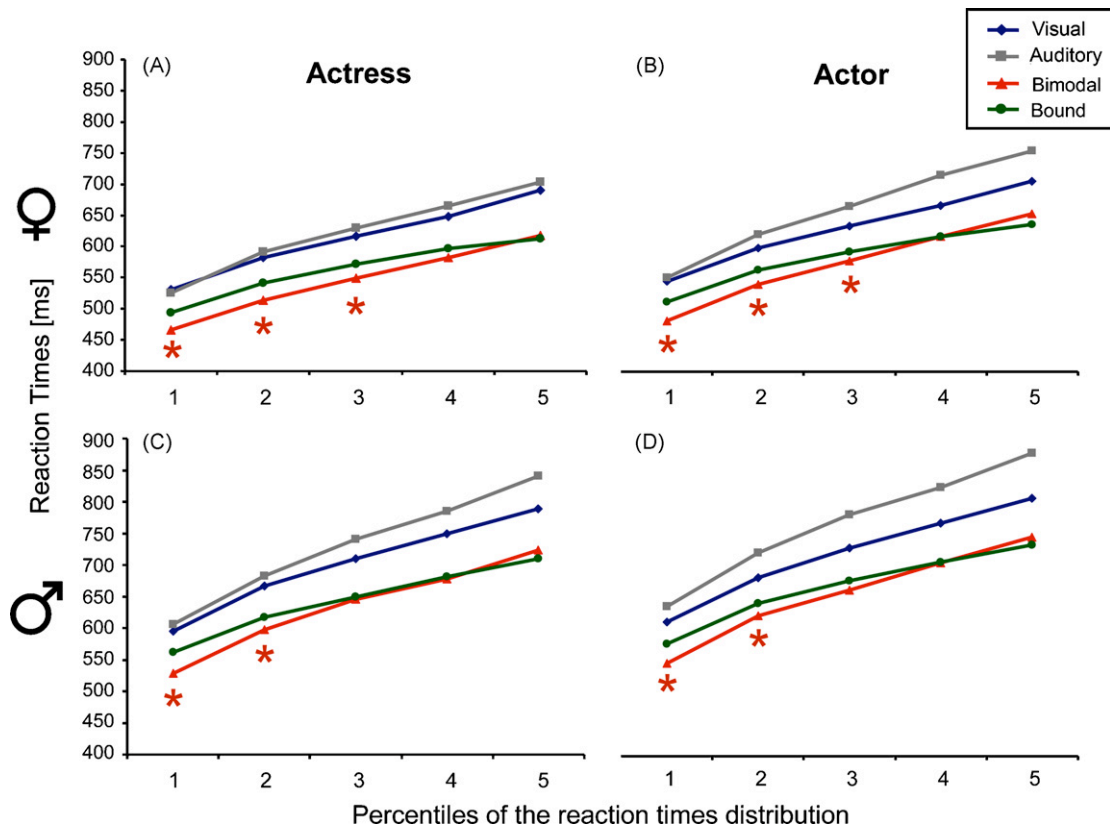 Visual
Auditory
Bimodal
Bound
(A) Actress
(B) Actor
900
850
800
750
700
650
600
550
500
450
400
1 2 3 4 5
1 2 3 4 5
♀
♂
Reaction Times [ms]
(C)
(D)
900
850
800
750
700
650
600
550
500
450
400
1 2 3 4 5
1 2 3 4 5
* * *
* * *
* *
* *
Percentiles of the reaction times distribution